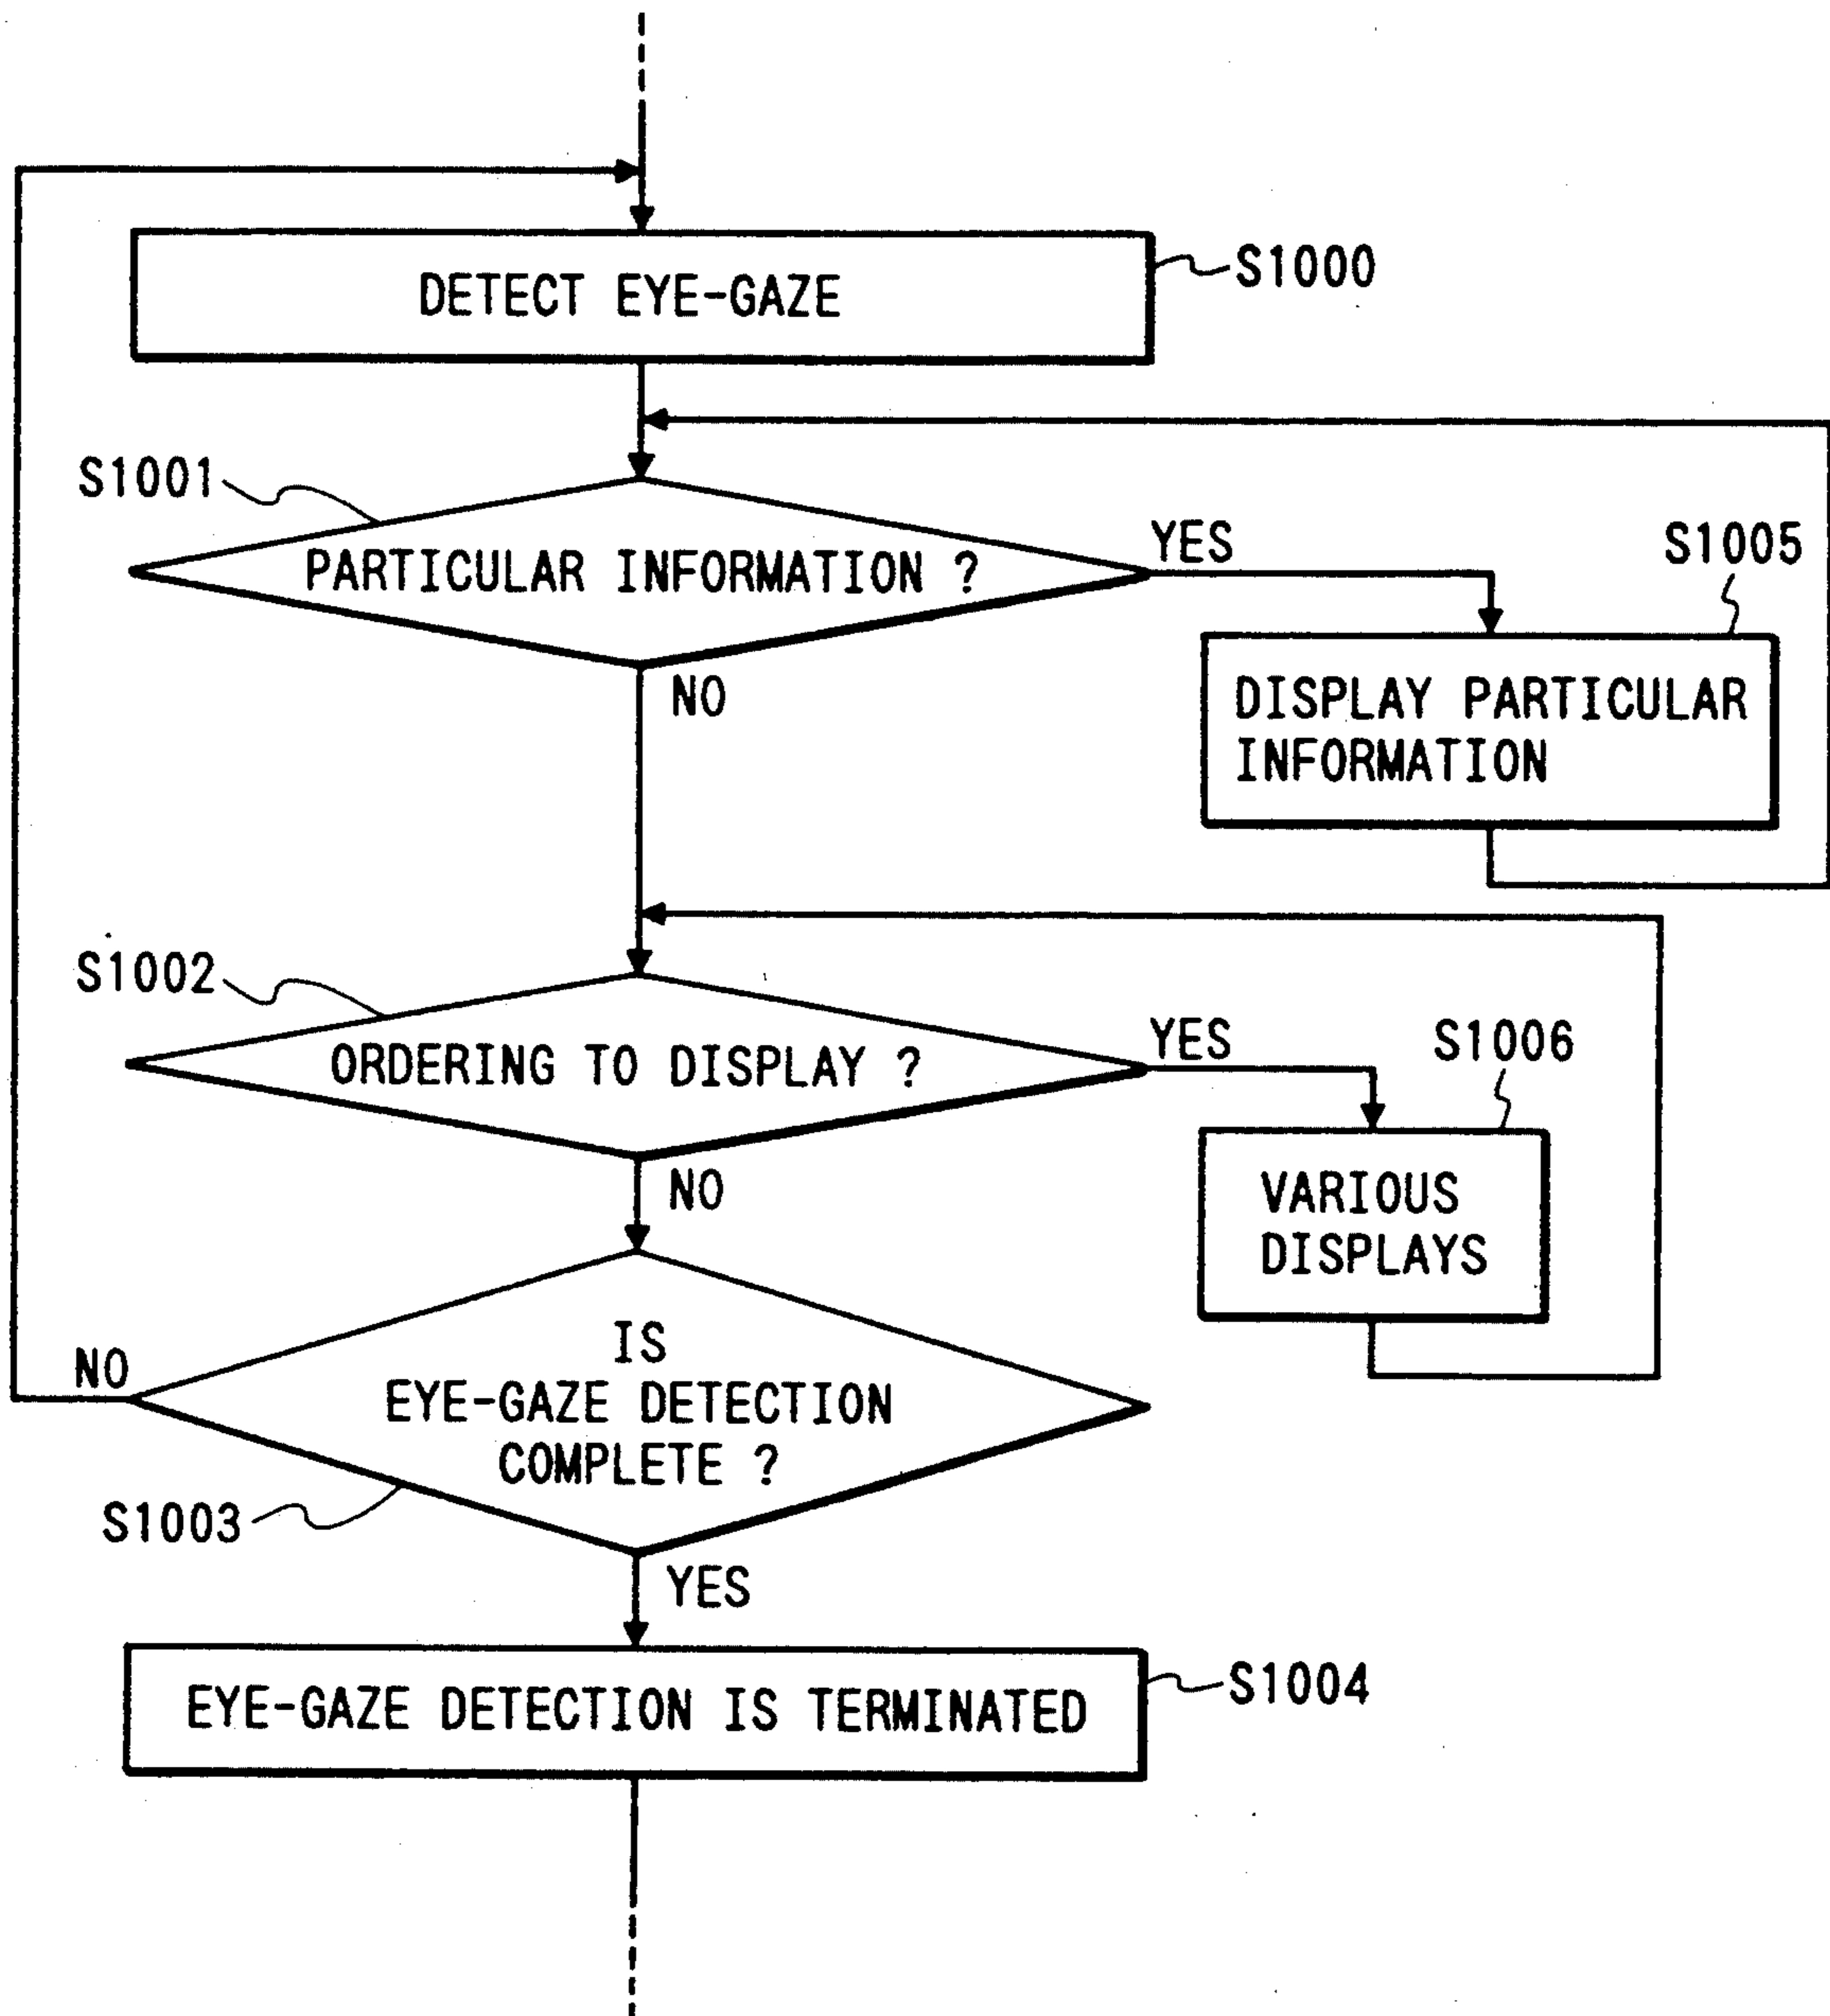 DETECT EYE-GAZE
S1000
S1001
PARTICULAR INFORMATION ?
YES
NO
S1005
DISPLAY PARTICULAR
INFORMATION
S1002
ORDERING TO DISPLAY ?
YES
NO
S1006
VARIOUS
DISPLAYS
IS
EYE-GAZE DETECTION
COMPLETE ?
NO
S1003
YES
EYE-GAZE DETECTION IS TERMINATED
S1004